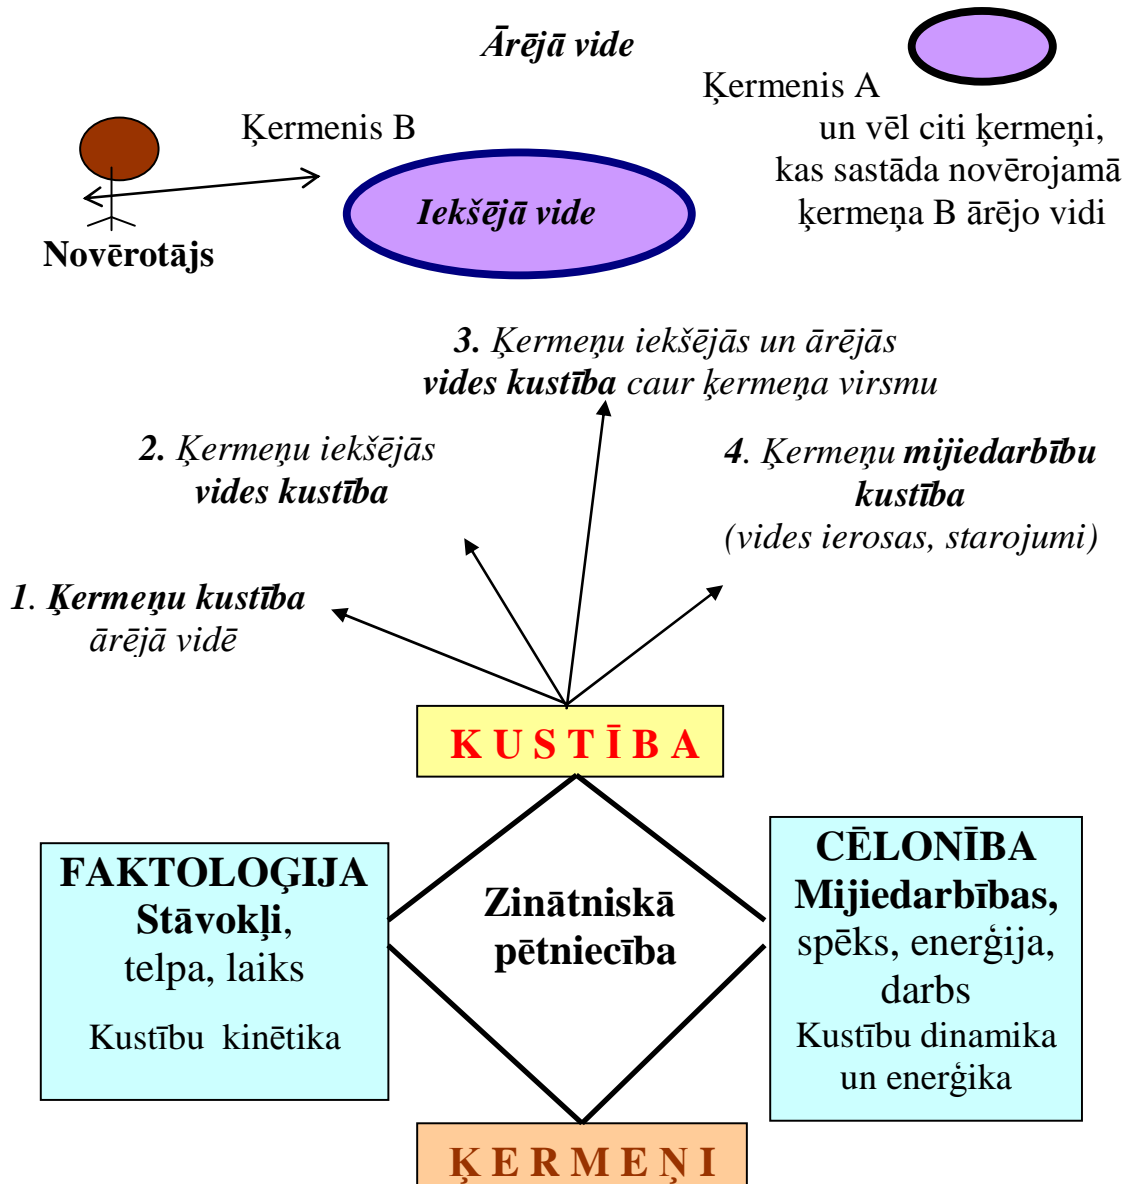 Ārējā vide
Ķermenis A
un vēl citi ķermeņi,
kas sastāda novērojamā
ķermeņa B ārējo vidi
Ķermenis B
Iekšējā vide
Novērotājs
3. Ķermeņu iekšējās un ārējās
vides kustība caur ķermeņa virsmu
2. Ķermeņu iekšējās
vides kustība
4. Ķermeņu mijiedarbību
kustība
(vides ierosas, starojumi)
1. Ķermeņu kustība
ārējā vidē
K U S T Ī B A
FAKTOLOĢIJA
Stāvokļi,
telpa, laiks
Kustību kinētika
Zinātniskā
pētniecība
CĒLONĪBA
Mijiedarbības,
spēks, enerģija,
darbs
Kustību dinamika
un enerģika
Ķ E R M E Ņ I